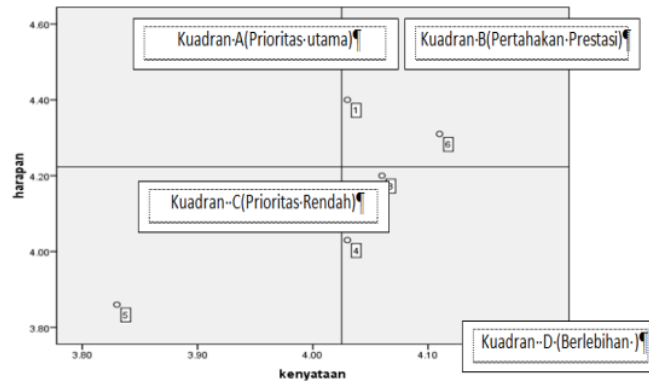 4.60
Kuadran·A(Prioritas·utama)¶
Kuadran·B(Pertahakan·Prestasi)¶
4.40
1
6
harapan
4.20
Kuadran··C(Prioritas·Rendah)¶
4
4.00
5
3.80
Kuadran··D·(Berlebihan·)¶
3.80
3.90
4.00
4.10
kenyataan